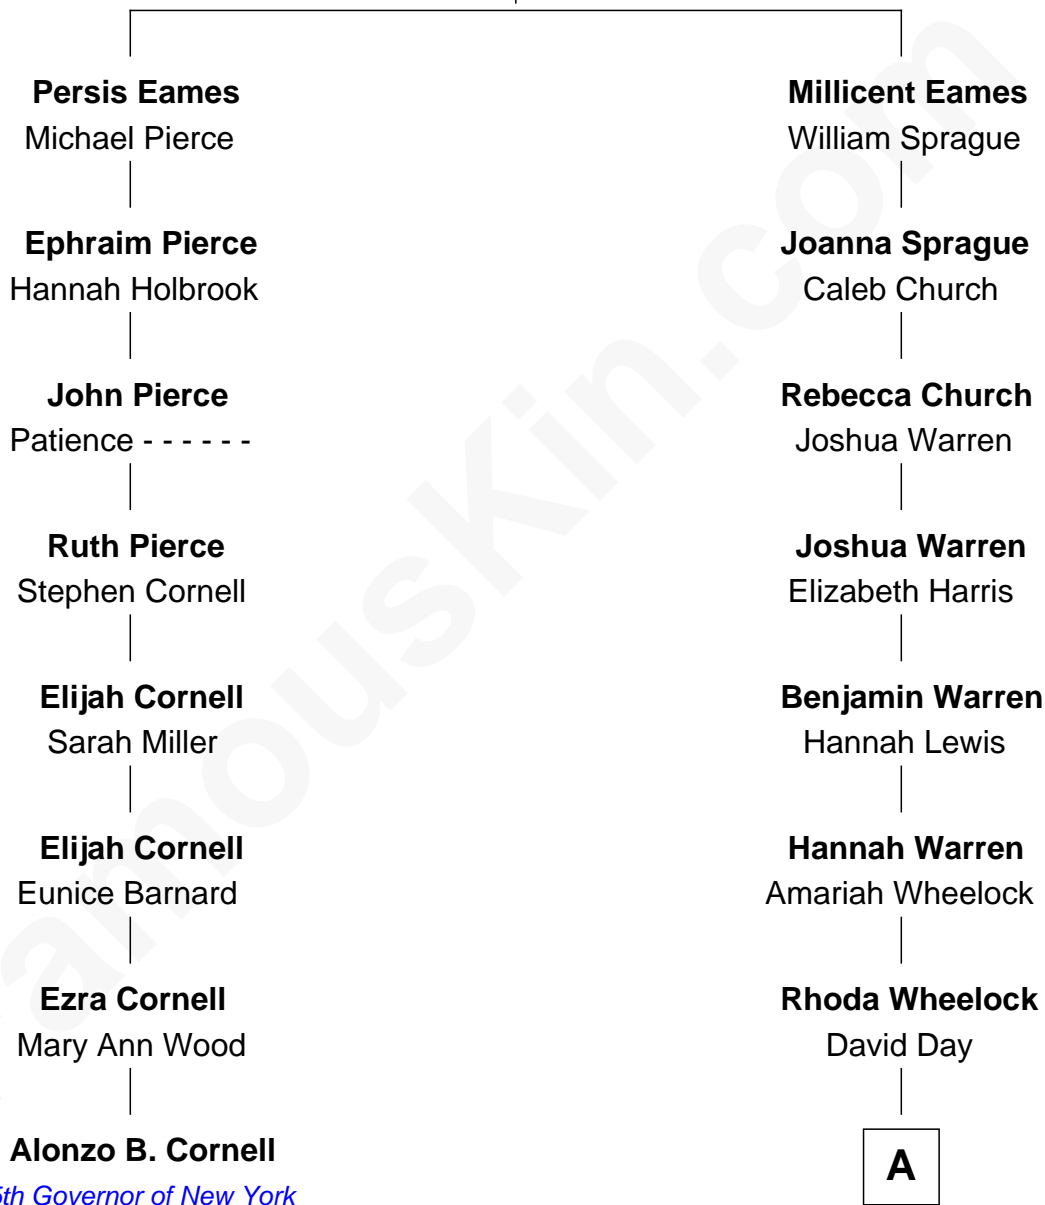 Persis Eames
Michael Pierce
Ephraim Pierce
Hannah Holbrook
John Pierce
Patience - - - - - -
Ruth Pierce
Stephen Cornell
Elijah Cornell
Sarah Miller
Elijah Cornell
Eunice Barnard
Ezra Cornell
Mary Ann Wood
Alonzo B. Cornell
5th Governor of New York
Millicent Eames
William Sprague
Joanna Sprague
Caleb Church
Rebecca Church
Joshua Warren
Joshua Warren
Elizabeth Harris
Benjamin Warren
Hannah Lewis
Hannah Warren
Amariah Wheelock
Rhoda Wheelock
David Day
A
amouskin.com